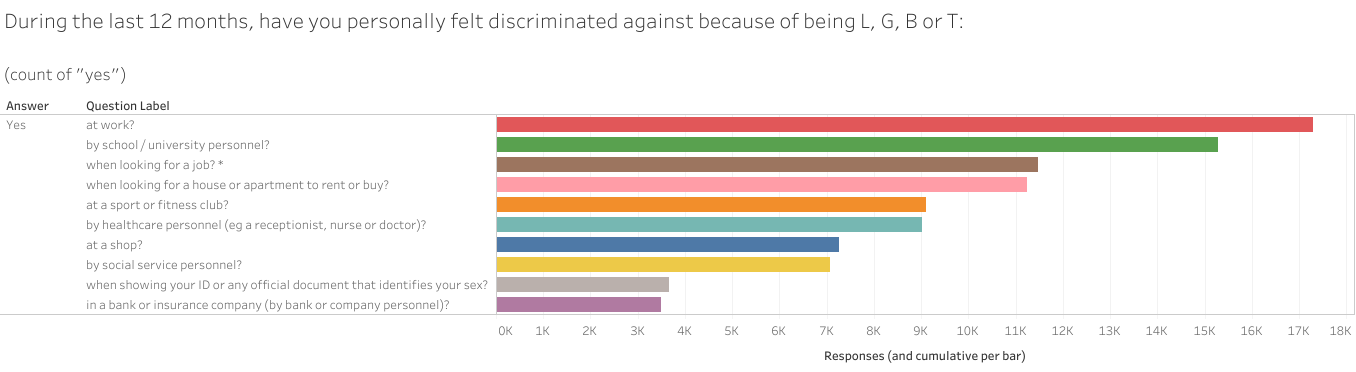 During the last 12 months, have you personally felt discriminated against because of being L, G, B or T:
(count of "yes")
Answer Question Label
Yes at work?
by school / university personnel?
when looking for a job? *
when looking for a house or apartment to rent or buy?
at a sport or fitness club?
by healthcare personnel (eg a receptionist, nurse or doctor)?
at a shop?
by social service personnel?
when showing your ID or any official document that identifies your sex?
in a bank or insurance company (by bank or company personnel)?
0K 1K 2K 3K 4K 5K 6K 7K 8K 9K 10K 11K 12K 13K 14K 15K 16K 17K 18K
Responses (and cumulative per bar)